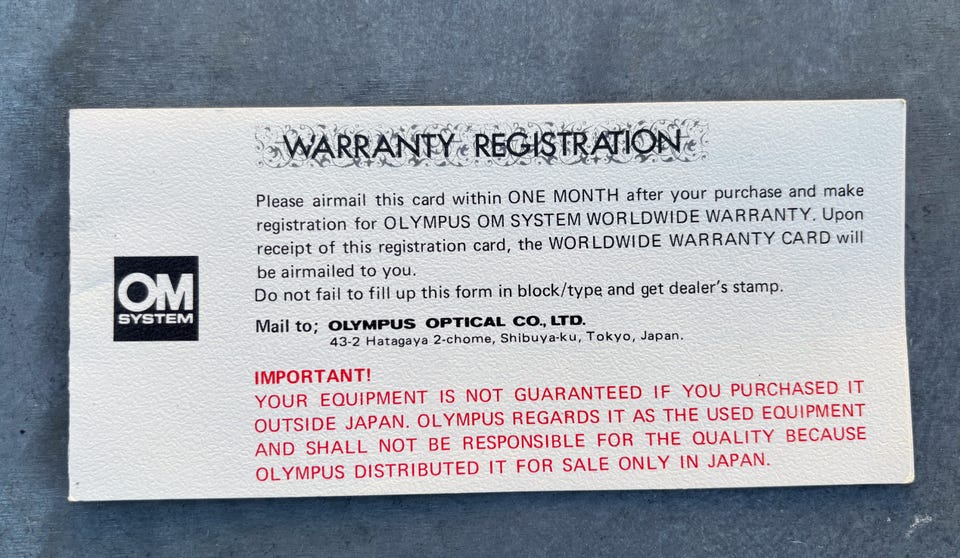 WARRANTY REGISTRATION
Please airmail this card within ONE MONTH after your purchase and make
registration for OLYMPUS OM SYSTEM WORLDWIDE WARRANTY. Upon
receipt of this registration card, the WORLDWIDE WARRANTY CARD will
be airmailed to you.
Do not fail to fill up this form in block/type and get dealer's stamp.
OM
SYSTEM
Mail to; OLYMPUS OPTICAL CO., LTD.
43-2 Hatagaya 2-chome, Shibuya-ku, Tokyo, Japan.
IMPORTANT!
YOUR EQUIPMENT IS NOT GUARANTEED IF YOU PURCHASED IT
OUTSIDE JAPAN. OLYMPUS REGARDS IT AS THE USED EQUIPMENT
AND SHALL NOT BE RESPONSIBLE FOR THE QUALITY BECAUSE
OLYMPUS DISTRIBUTED IT FOR SALE ONLY IN JAPAN.